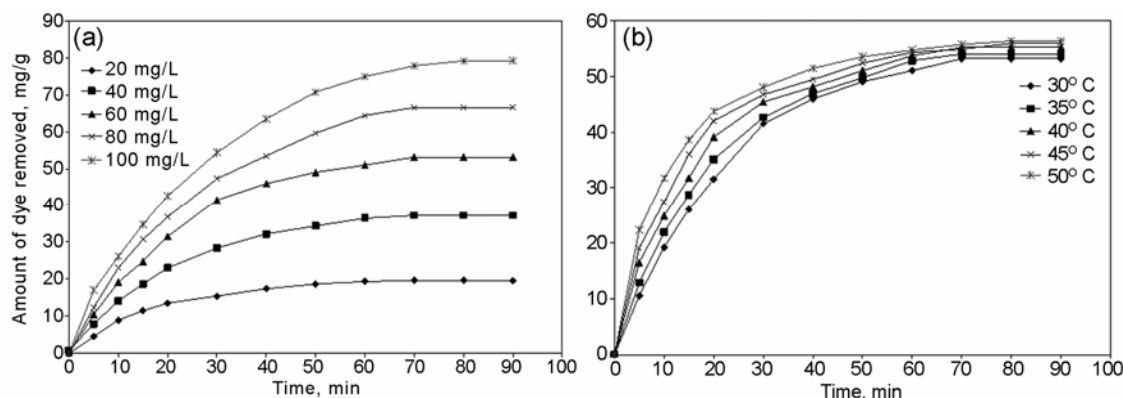 (a)
Amount of dye removed, mg/g
90
80
70
60
50
40
30
20
10
0
20 mg/L
40 mg/L
60 mg/L
80 mg/L
100 mg/L
0 10 20 30 40 50 60 70 80 90 100
Time, min
(b)
60
50
40
30
20
10
0
30° C
35° C
40° C
45° C
50° C
0 10 20 30 40 50 60 70 80 90 100
Time, min